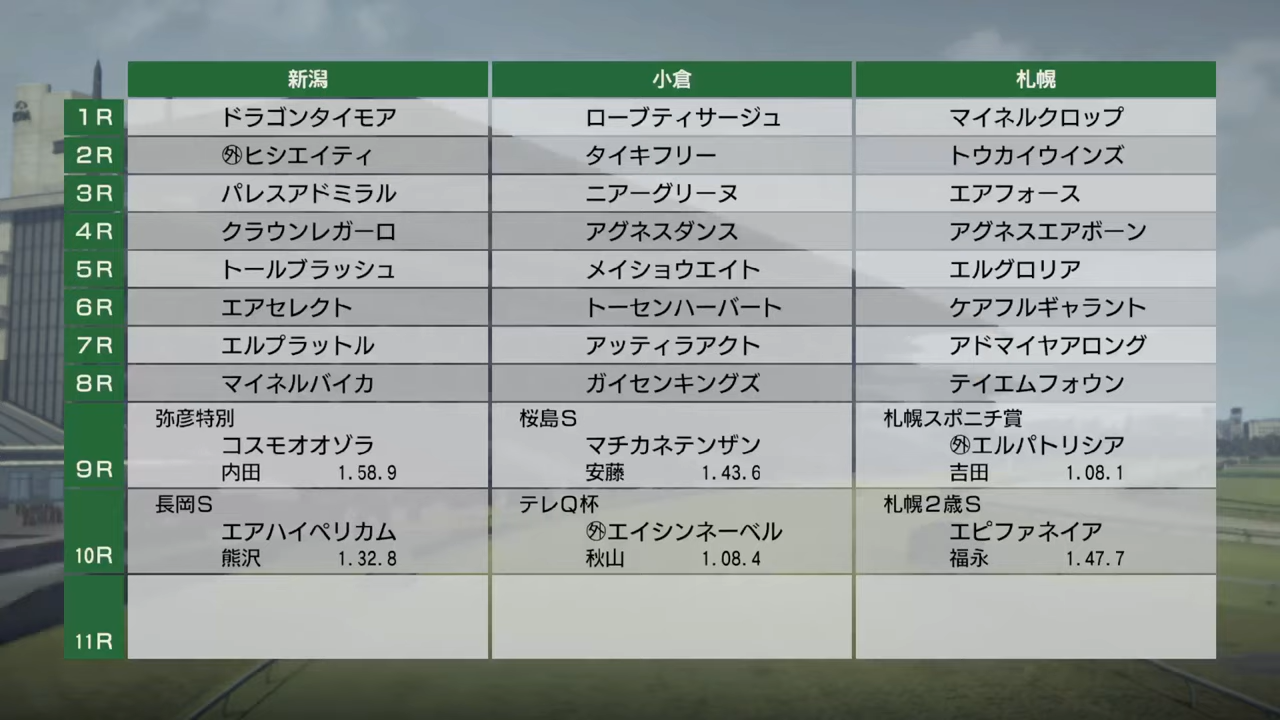 新潟 小倉 札幌
1R ドラゴンタイモア ローブティサージュ マイネルクロップ
2R ㊕ヒシエイティ タイキフリー トウカイウインズ
3R パレスアドミラル ニアーグリーヌ エアフォース
4R クラウンレガーロ アグネスダンス アグネスエアボーン
5R トールブラッシュ メイショウエイト エルグロリア
6R エアセレクト トーセンハーバート ケアフルギャラント
7R エルプラットル アッティラアクト アドマイヤアロング
8R マイネルバイカ ガイセンキングズ テイエムフォウン
弥彦特別 桜島S 札幌スポニチ賞
コスモオオゾラ マチカネテンザン 外エルパトリシア
9R 内田 1.58.9 安藤 1.43.6 吉田 1.08.1
長岡S テレQ杯 札幌2歳S
エアハイペリカム 外エイシンネーベル エピファネイア
10R 熊沢 1.32.8 秋山 1.08.4 福永 1.47.7
11R